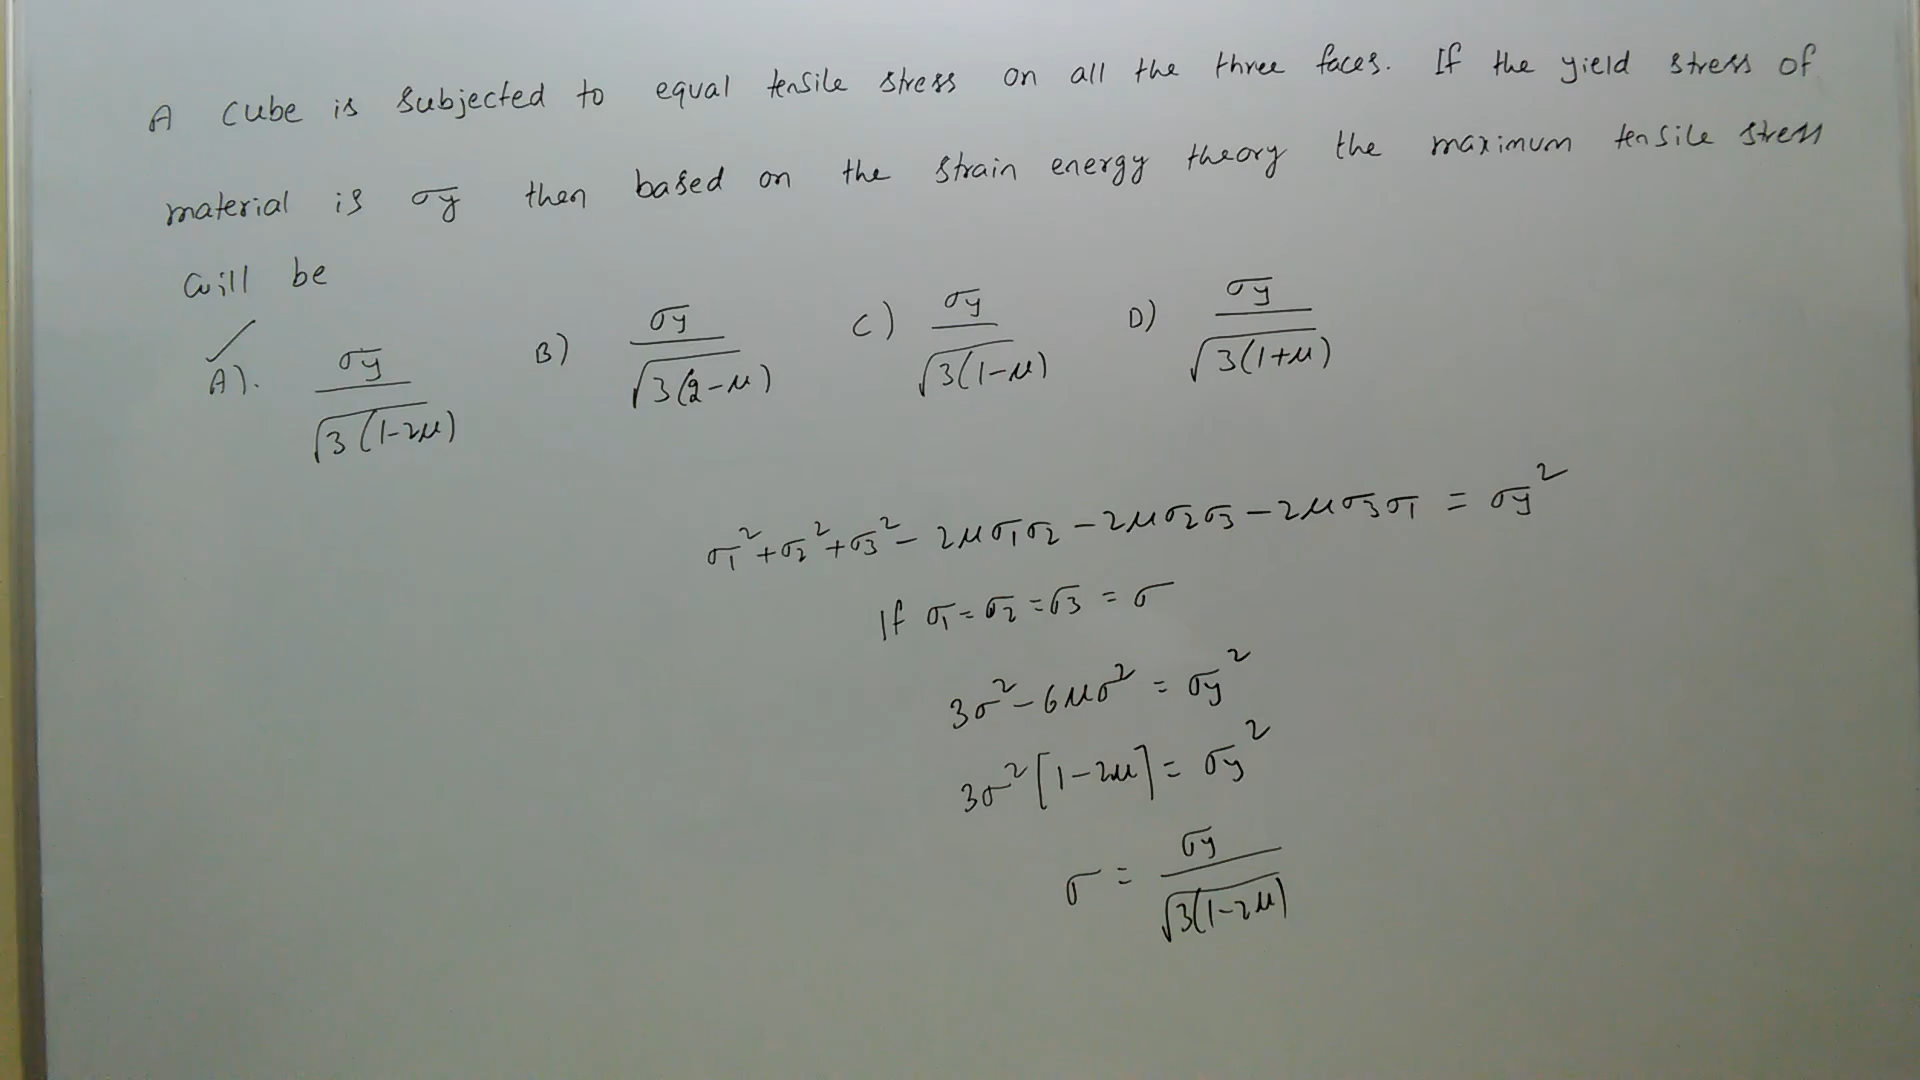 A cube is subjected to equal tensile stress on all the three faces. If the yield stress of
material is σy then based on the strain energy theory the maximum tensile stress
will be
✓A). σy/√3(1-2μ) B) σy/√3(2-μ) C) σy/√3(1-μ) D) σy/√3(1+μ)
σ1² + σ2² + σ3² - 2μσ1σ2 - 2μσ2σ3 - 2μσ3σ1 = σy²
If σ1 = σ2 = σ3 = σ
3σ² - 6μσ² = σy²
3σ² [1-2μ] = σy²
σ = σy/√3(1-2μ)